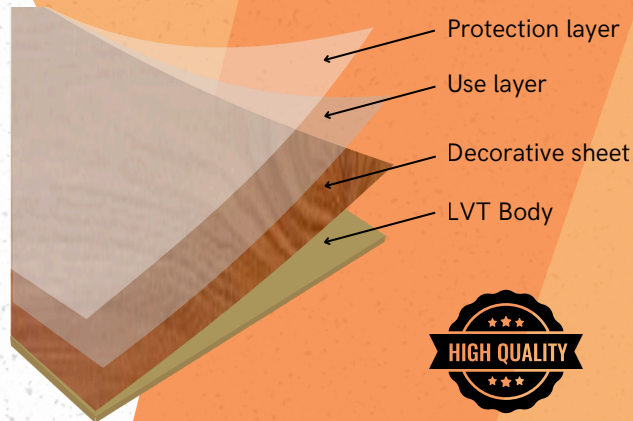 Protection layer
Use layer
Decorative sheet
LVT Body
HIGH QUALITY